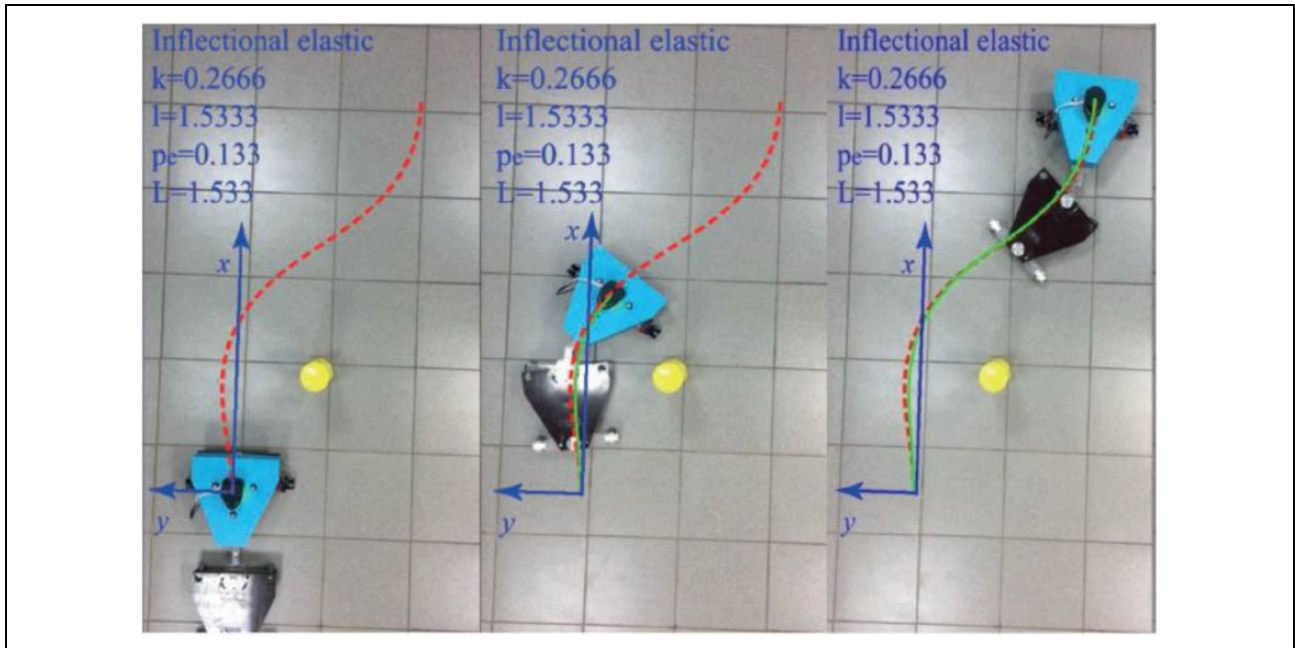 Inflectional elastic
k=0.2666
l=1.5333
pe=0.133
L=1.533
x
y
Inflectional elastic
k=0.2666
l=1.5333
pe=0.133
L=1.533
x
y
Inflectional elastic
k=0.2666
l=1.5333
pe=0.133
L=1.533
x
y